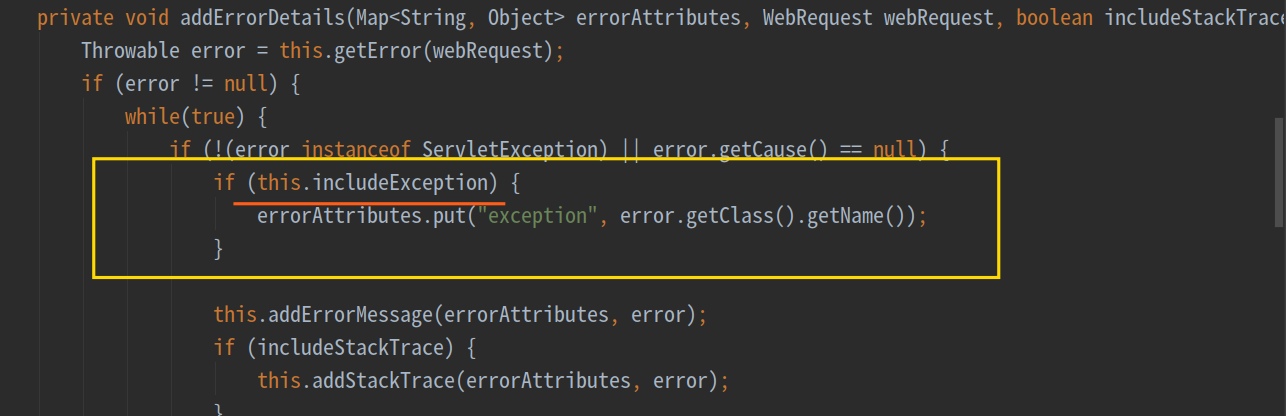 private void addErrorDetails(Map<String, Object> errorAttributes, WebRequest webRequest, boolean includeStackTrace
Throwable error = this.getError(webRequest);
if (error != null) {
while(true) {
if (!(error instanceof ServletException) || error.getCause() == null) {
if (this.includeException) {
errorAttributes.put("exception", error.getClass().getName());
}
this.addErrorMessage(errorAttributes, error);
if (includeStackTrace) {
this.addStackTrace(errorAttributes, error);
}